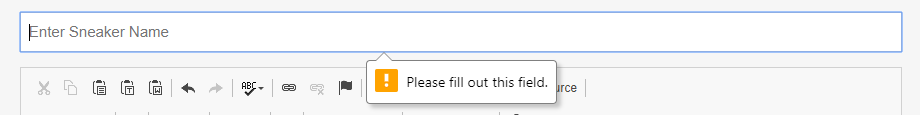 Enter Sneaker Name
Please fill out this field.
urce